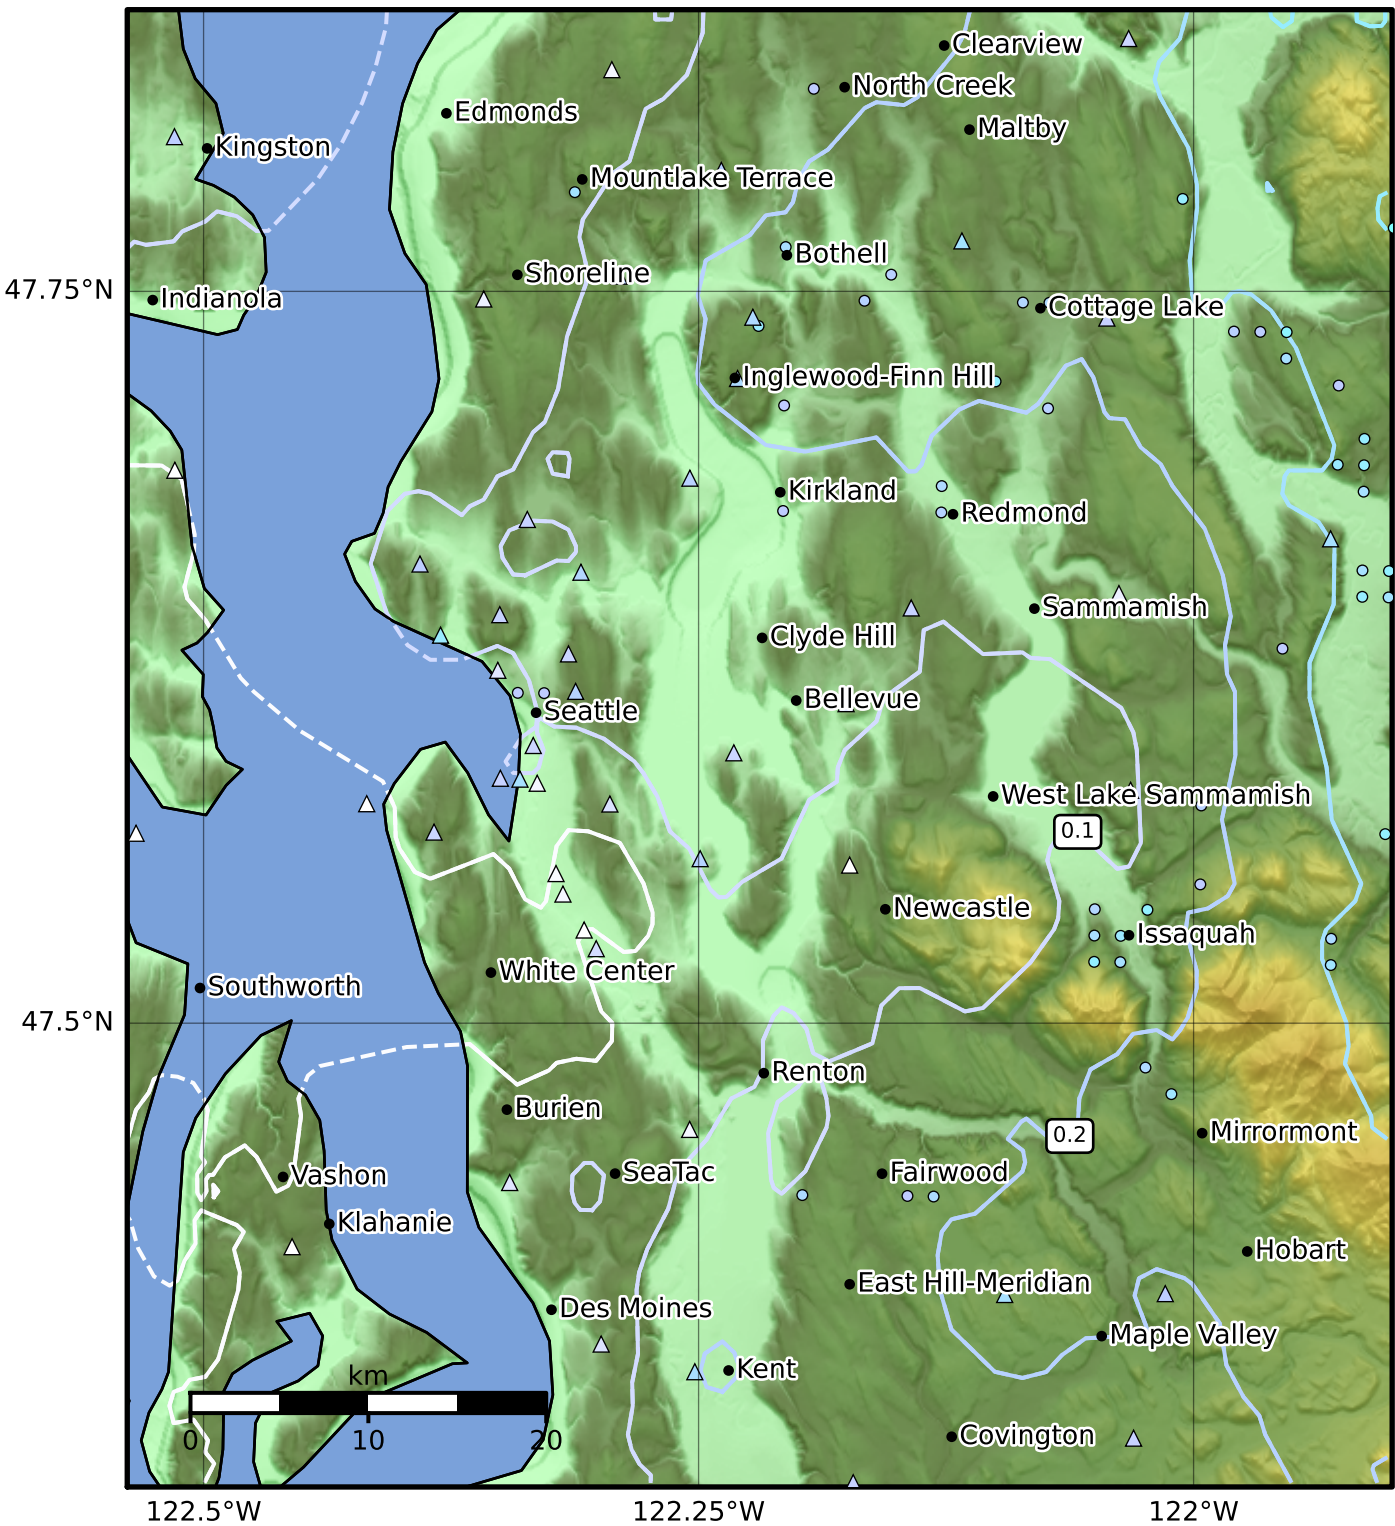 Clearview
North Creek
Edmonds
Maltby
Kingston
Mountlake Terrace
Bothell
Shoreline
47.75°N
Indianola
Cottage Lake
Inglewood-Finn Hill
Kirkland
Redmond
Sammamish
Clyde Hill
Bellevue
Seattle
West Lake Sammamish
0.1
Newcastle
Issaquah
White Center
Southworth
47.5°N
Renton
Burien
0.2
Mirrormont
SeaTac
Fairwood
Vashon
Klahanie
Hobart
East Hill-Meridian
Des Moines
Maple Valley
Kent
km
0 10 20
Covington
122.5°W 122.25°W 122°W